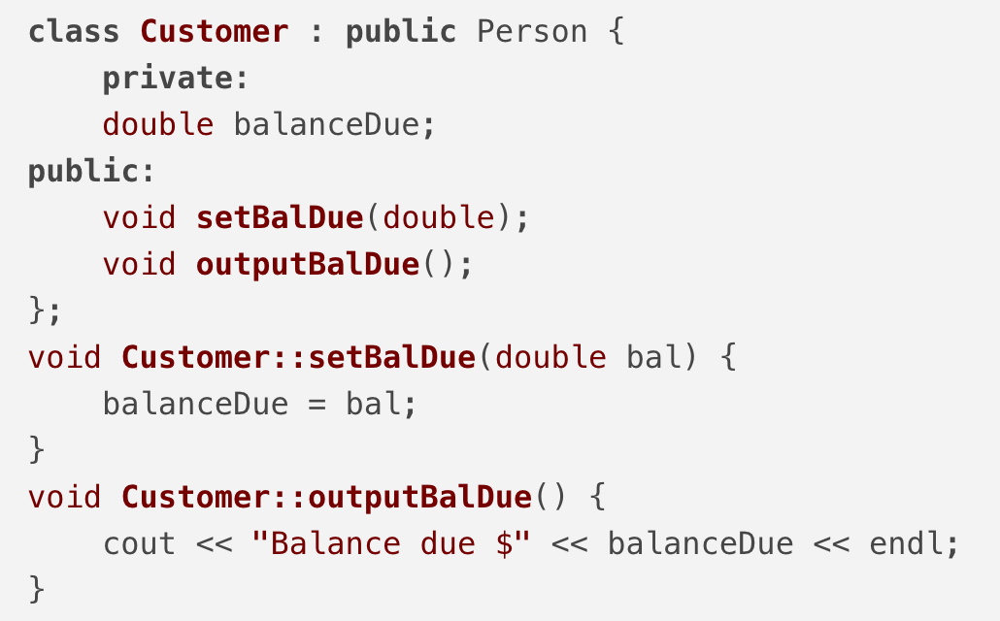 class Customer : public Person {
    private:
    double balanceDue;
public:
    void setBalDue(double);
    void outputBalDue();
};
void Customer::setBalDue(double bal) {
    balanceDue = bal;
}
void Customer::outputBalDue() {
    cout << "Balance due $" << balanceDue << endl;
}